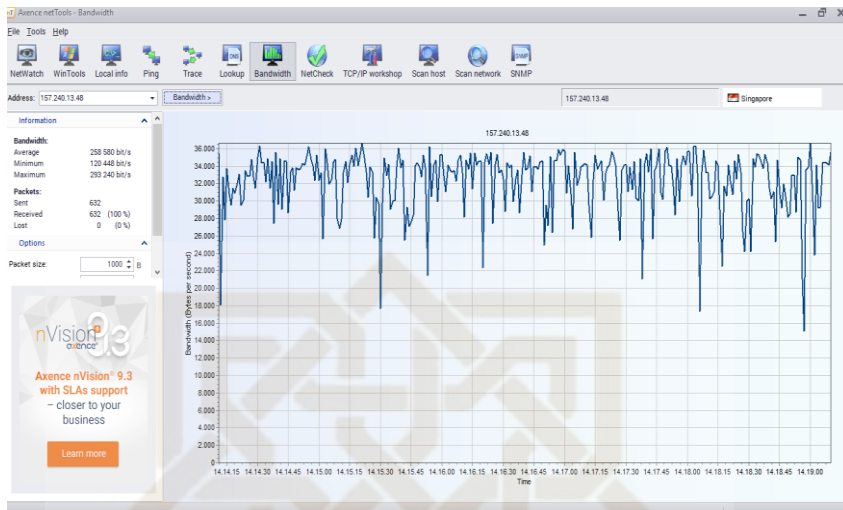 Axence netTools - Bandwidth
File Tools Help
NetWatch WinTools Local info Ping Trace Lookup Bandwidth NetCheck TCP/IP workshop Scan host Scan network SNMP
Address: 157.240.13.48 Bandwidth > 157.240.13.48 Singapore
Information
Bandwidth:
Average 258 580 bit/s
Minimum 120 448 bit/s
Maximum 293 240 bit/s
Packets:
Sent 632
Received 632 (100 %)
Lost 0 (0 %)
Options
Packet size: 1000 B
nVision 9.3
axence
Axence nVision® 9.3
with SLAs support
– closer to your
business
Learn more
157.240.13.48
36.000
34.000
32.000
30.000
28.000
26.000
24.000
22.000
20.000
18.000
16.000
14.000
12.000
10.000
8.000
6.000
4.000
2.000
0
Bandwidth (Bytes per second)
14.14.15 14.14.30 14.14.45 14.15.00 14.15.15 14.15.30 14.15.45 14.16.00 14.16.15 14.16.30 14.16.45 14.17.00 14.17.15 14.17.30 14.17.45 14.18.00 14.18.15 14.18.30 14.18.45 14.19.00
Time